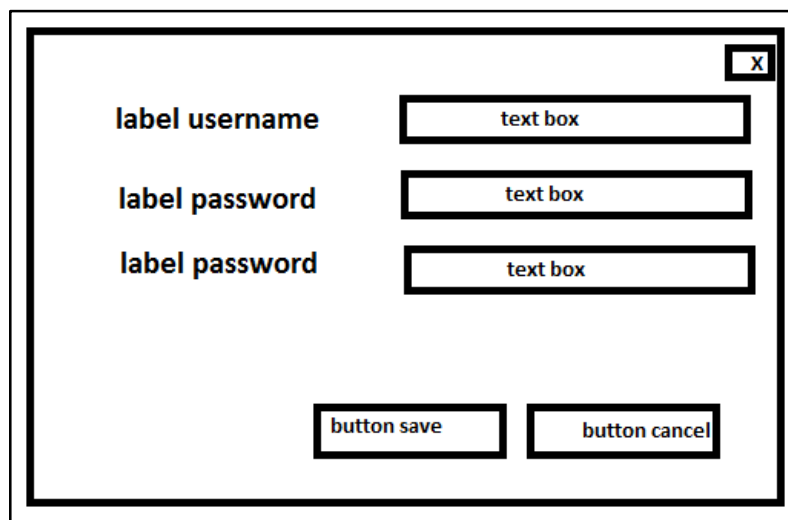 X
label username
text box
label password
text box
label password
text box
button save
button cancel